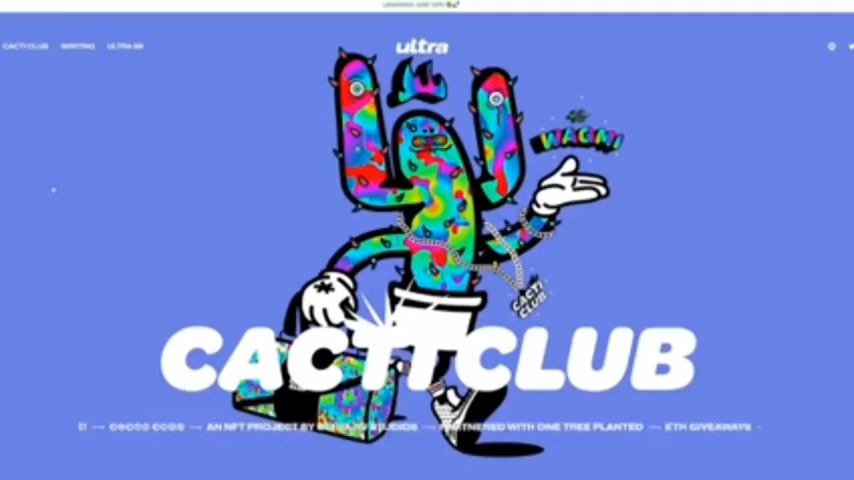 CACTI CLUB MINTING ULTRA
ultra
WAGMI
CACTI
CLUB
CACTI CLUB
AN NFT PROJECT BY STUDIOS — PARTNERED WITH ONE TREE PLANTED — ETH GIVEAWAYS